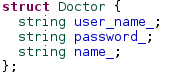 struct Doctor {
  string user_name_;
  string password_;
  string name_;
};